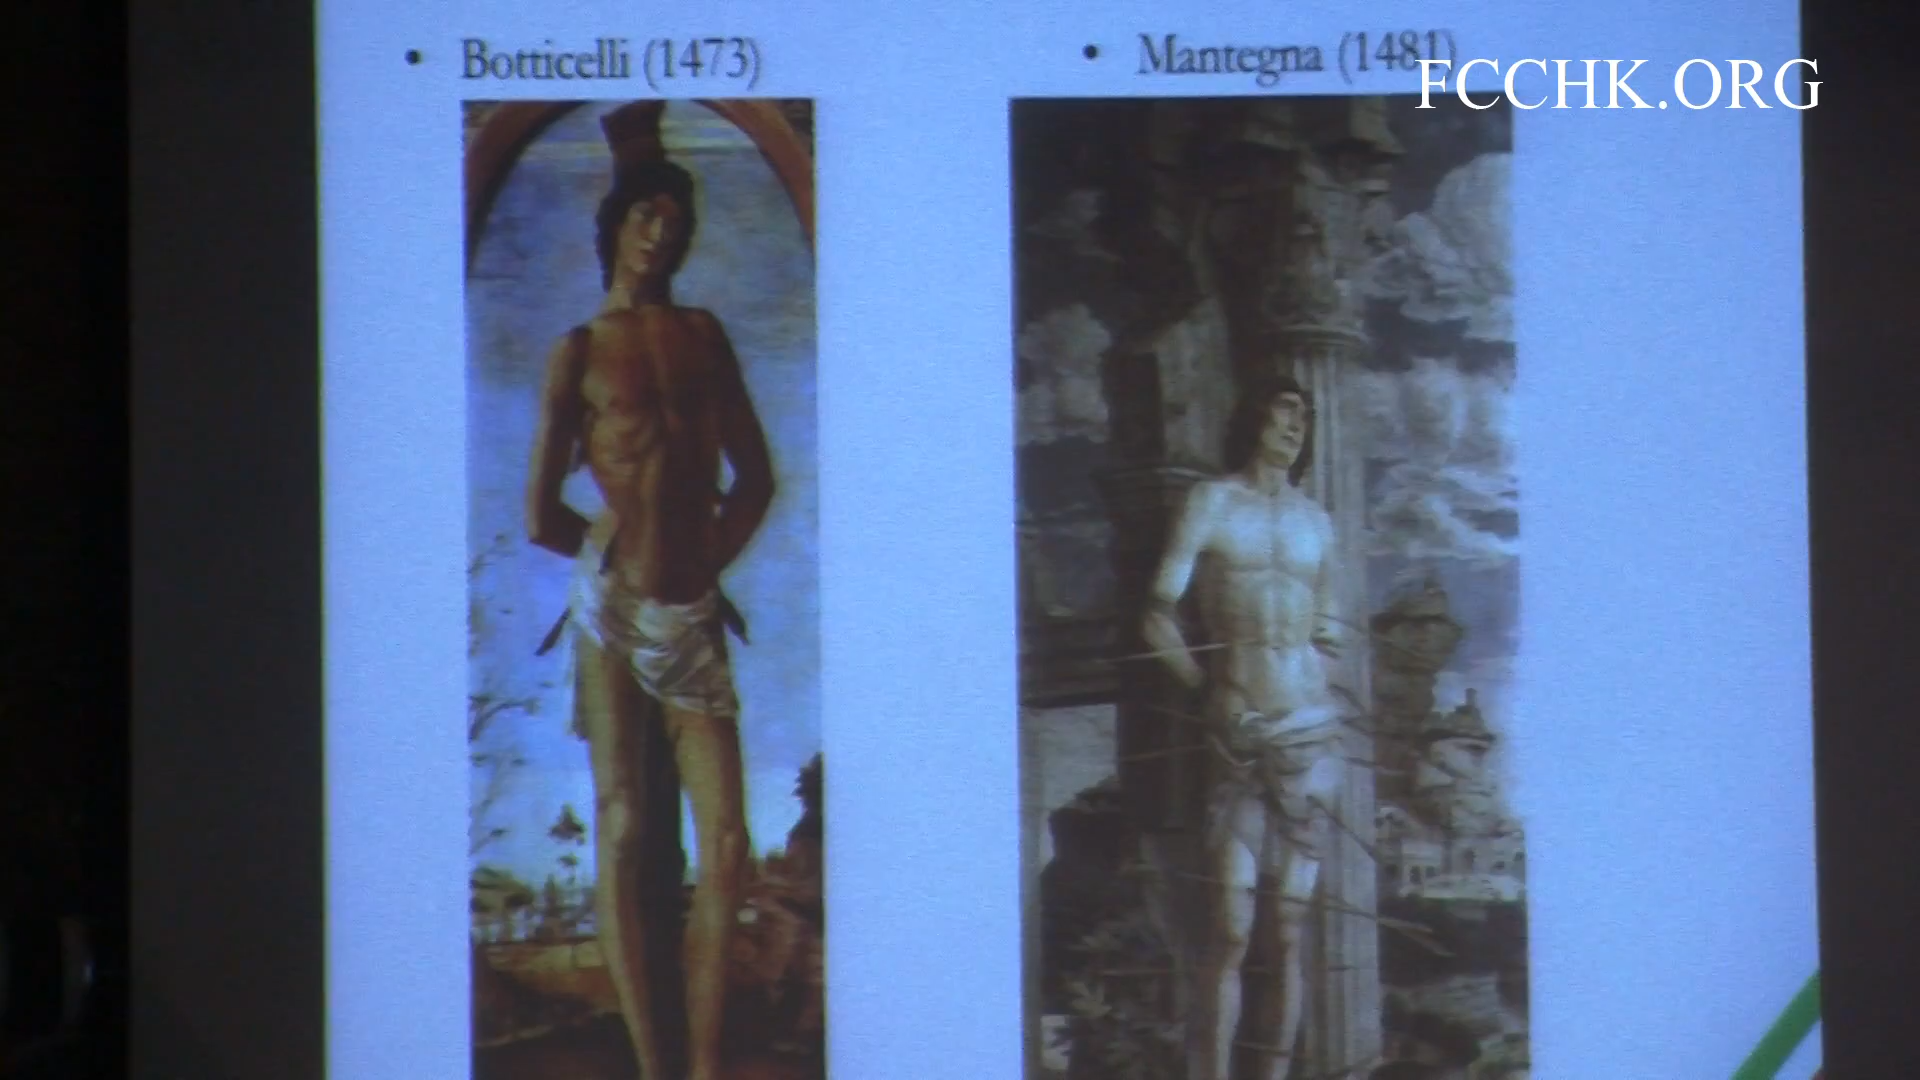 • Botticelli (1473)
• Mantegna (1481)
FCCHK.ORG